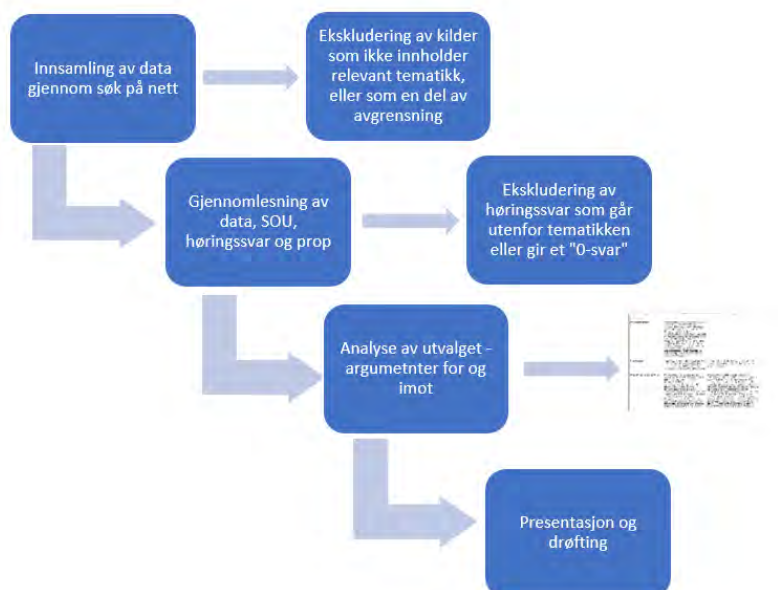 Innsamling av data
gjennom søk på nett
Ekskludering av kilder
som ikke innholder
relevant tematikk,
eller som en del av
avgrensning
Gjennomlesning av
data, SOU,
høringssvar og prop
Ekskludering av
høringssvar som går
utenfor tematikken
eller gir et "0-svar"
Analyse av utvalget -
argumetnter for og
imot
Presentasjon og
drøfting